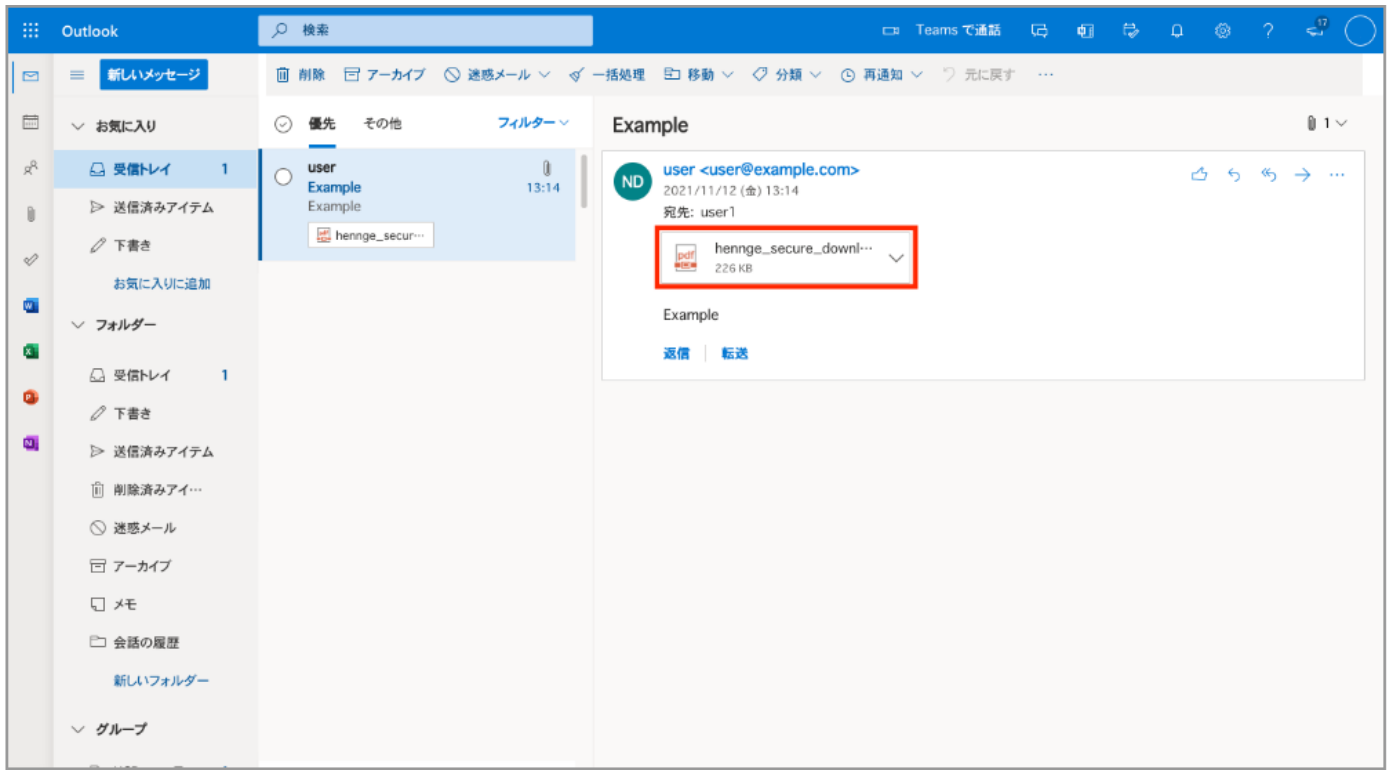 Outlook
検索
Teams で通話
17
新しいメッセージ
削除 アーカイブ 迷惑メール 一括処理 移動 分類 再通知 元に戻す …
お気に入り
受信トレイ 1
送信済みアイテム
下書き
お気に入りに追加
フォルダー
受信トレイ 1
下書き
送信済みアイテム
削除済みアイ…
迷惑メール
アーカイブ
メモ
会話の履歴
新しいフォルダー
グループ
優先 その他 フィルター
user
Example 13:14
Example
pdf hennge_secur…
Example 1
ND
user <user@example.com>
2021/11/12 (金) 13:14
宛先: user1
pdf
hennge_secure_downl…
226 KB
Example
返信 転送